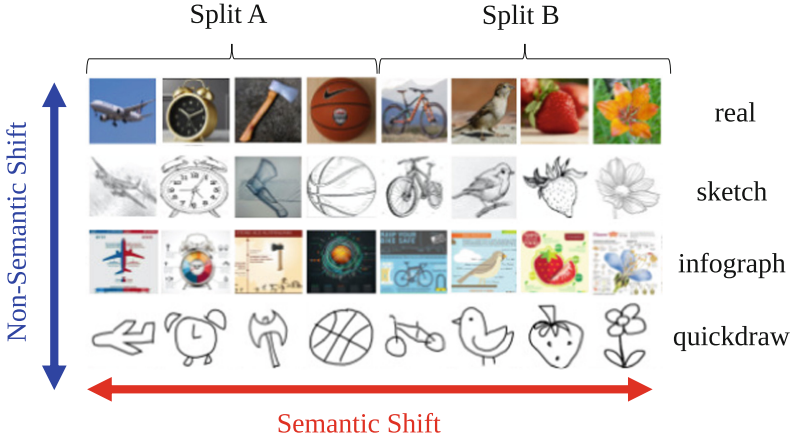 Split A
Split B
real
sketch
infograph
quickdraw
Non-Semantic Shift
Semantic Shift